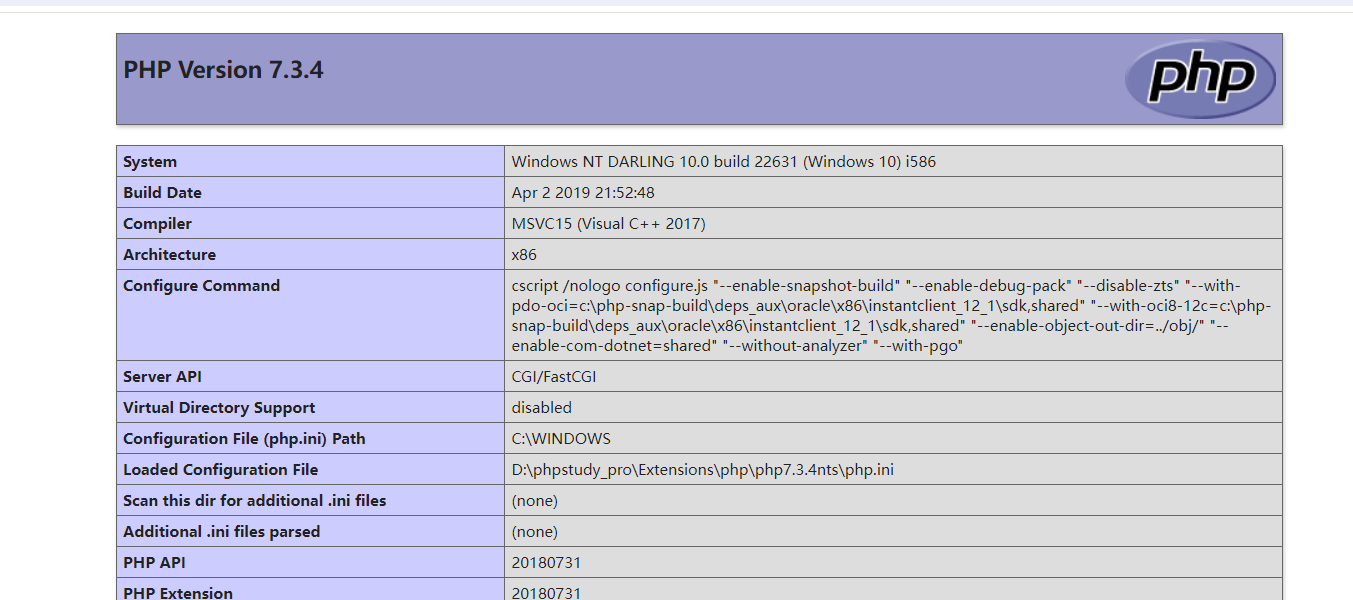 PHP Version 7.3.4
php
System Windows NT DARLING 10.0 build 22631 (Windows 10) i586
Build Date Apr 2 2019 21:52:48
Compiler MSVC15 (Visual C++ 2017)
Architecture x86
Configure Command cscript /nologo configure.js "--enable-snapshot-build" "--enable-debug-pack" "--disable-zts" "--with-
pdo-oci=c:\php-snap-build\deps_aux\oracle\x86\instantclient_12_1\sdk,shared" "--with-oci8-12c=c:\php-
snap-build\deps_aux\oracle\x86\instantclient_12_1\sdk,shared" "--enable-object-out-dir=../obj/" "--
enable-com-dotnet=shared" "--without-analyzer" "--with-pgo"
Server API CGI/FastCGI
Virtual Directory Support disabled
Configuration File (php.ini) Path C:\WINDOWS
Loaded Configuration File D:\phpstudy_pro\Extensions\php\php7.3.4nts\php.ini
Scan this dir for additional .ini files (none)
Additional .ini files parsed (none)
PHP API 20180731
PHP Extension 20180731